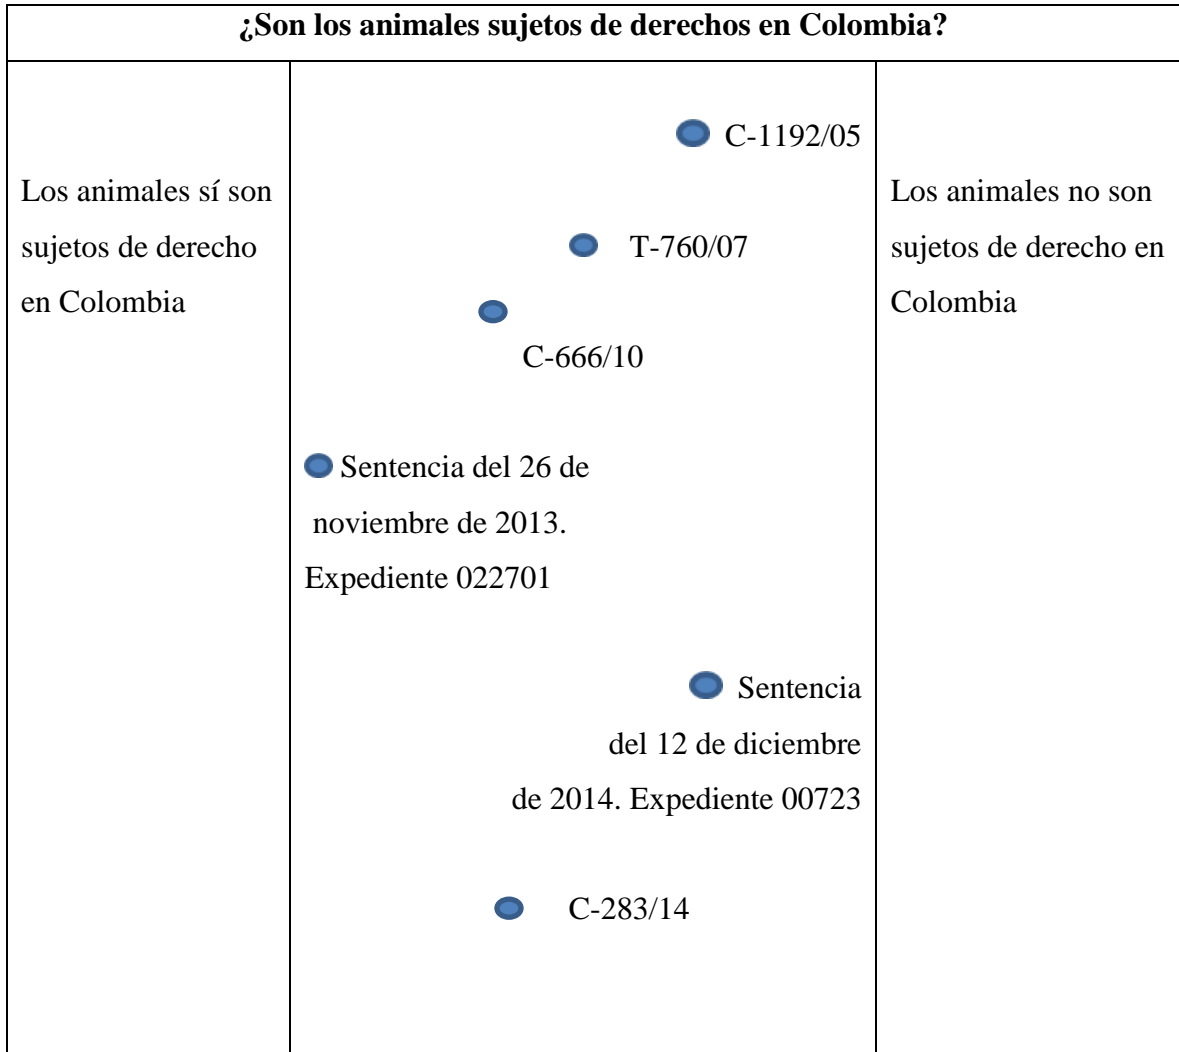 ¿Son los animales sujetos de derechos en Colombia?
Los animales sí son
sujetos de derecho
en Colombia
C-1192/05
T-760/07
C-666/10
Sentencia del 26 de
noviembre de 2013.
Expediente 022701
Sentencia
del 12 de diciembre
de 2014. Expediente 00723
C-283/14
Los animales no son
sujetos de derecho en
Colombia